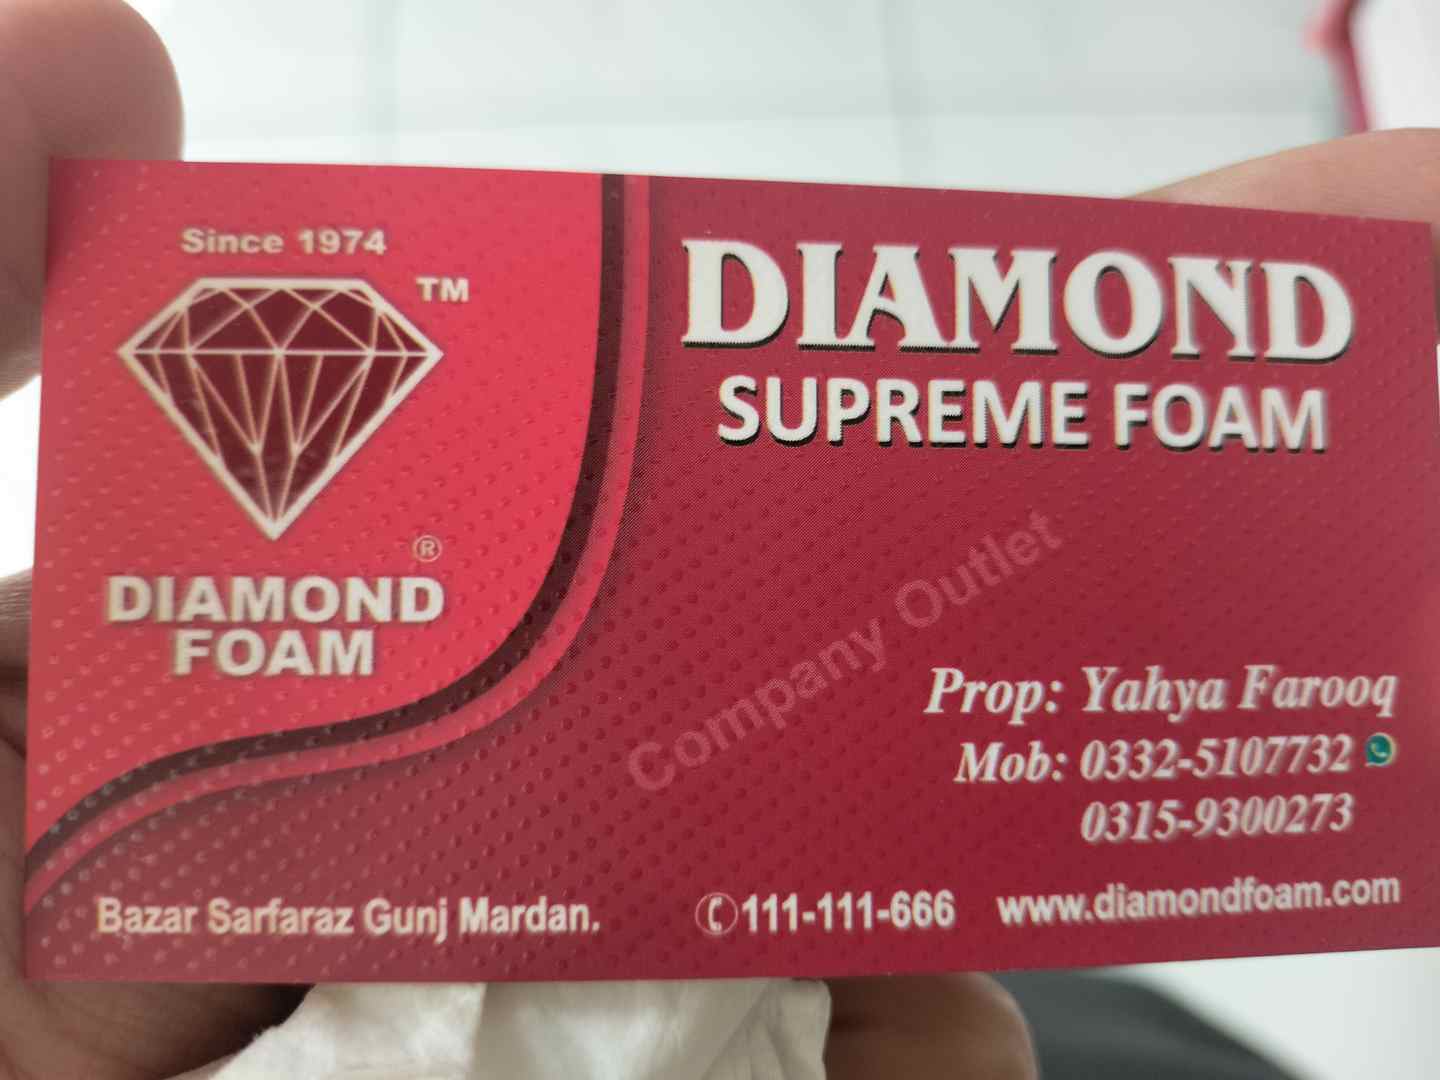 Since 1974
TM
®
DIAMOND
FOAM
DIAMOND
SUPREME FOAM
Company Outlet
Prop: Yahya Farooq
Mob: 0332-5107732
0315-9300273
Bazar Sarfaraz Gunj Mardan.
111-111-666
www.diamondfoam.com